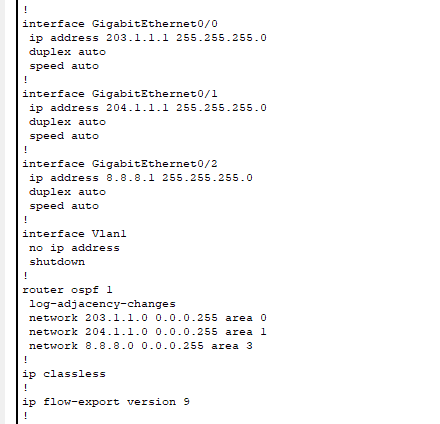 !
interface GigabitEthernet0/0
 ip address 203.1.1.1 255.255.255.0
 duplex auto
 speed auto
!
interface GigabitEthernet0/1
 ip address 204.1.1.1 255.255.255.0
 duplex auto
 speed auto
!
interface GigabitEthernet0/2
 ip address 8.8.8.1 255.255.255.0
 duplex auto
 speed auto
!
interface Vlan1
 no ip address
 shutdown
!
router ospf 1
 log-adjacency-changes
 network 203.1.1.0 0.0.0.255 area 0
 network 204.1.1.0 0.0.0.255 area 1
 network 8.8.8.0 0.0.0.255 area 3
!
ip classless
!
ip flow-export version 9
!